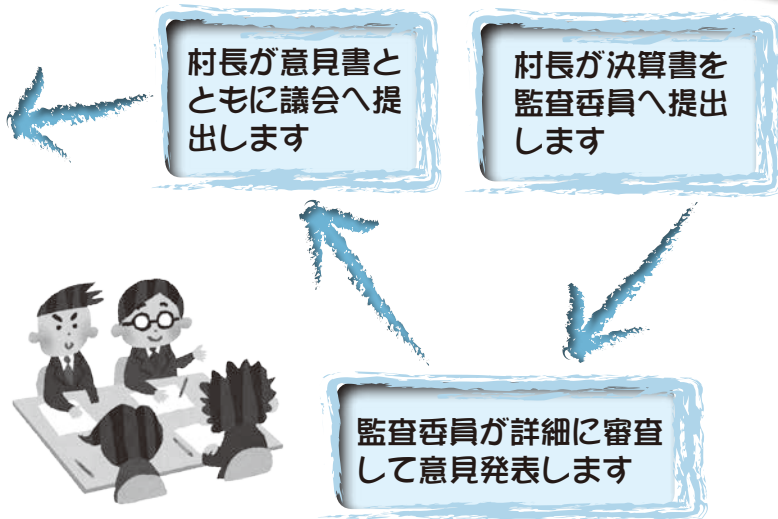 村長が決算書を
監査委員へ提出
します
監査委員が詳細に審査
して意見発表します
村長が意見書と
ともに議会へ提
出します